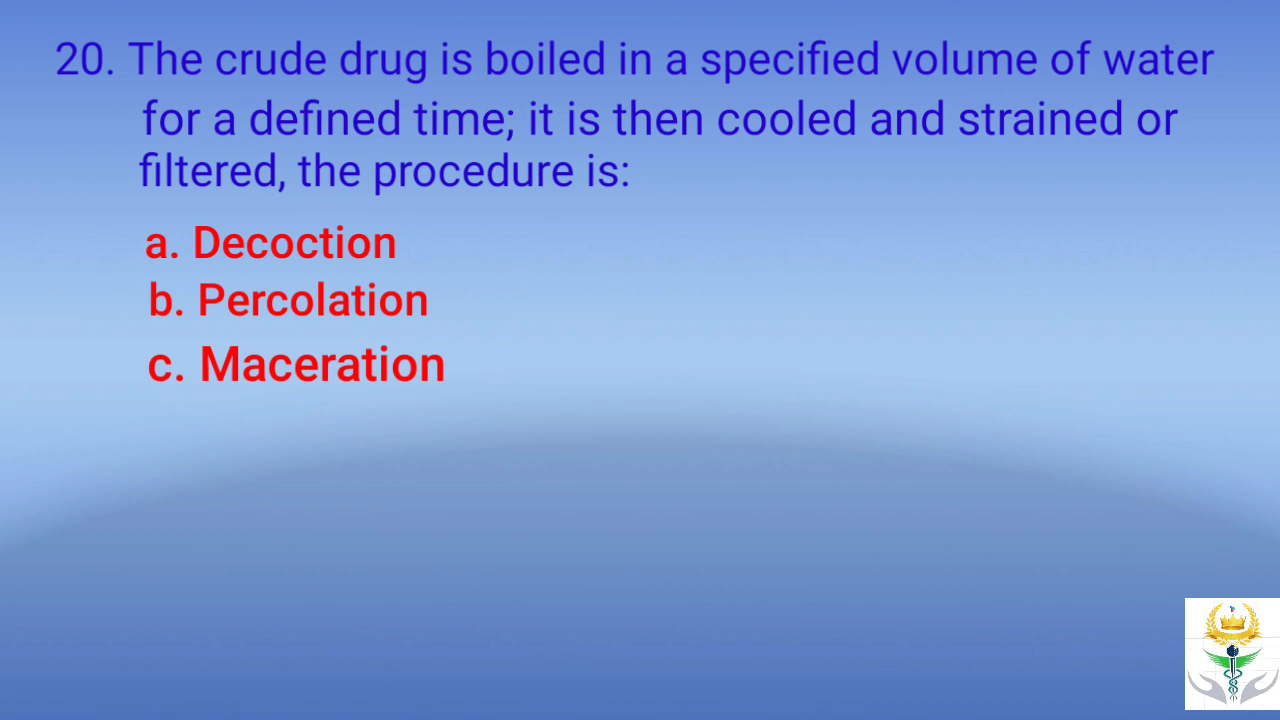 20. The crude drug is boiled in a specified volume of water
for a defined time; it is then cooled and strained or
filtered, the procedure is:
a. Decoction
b. Percolation
c. Maceration